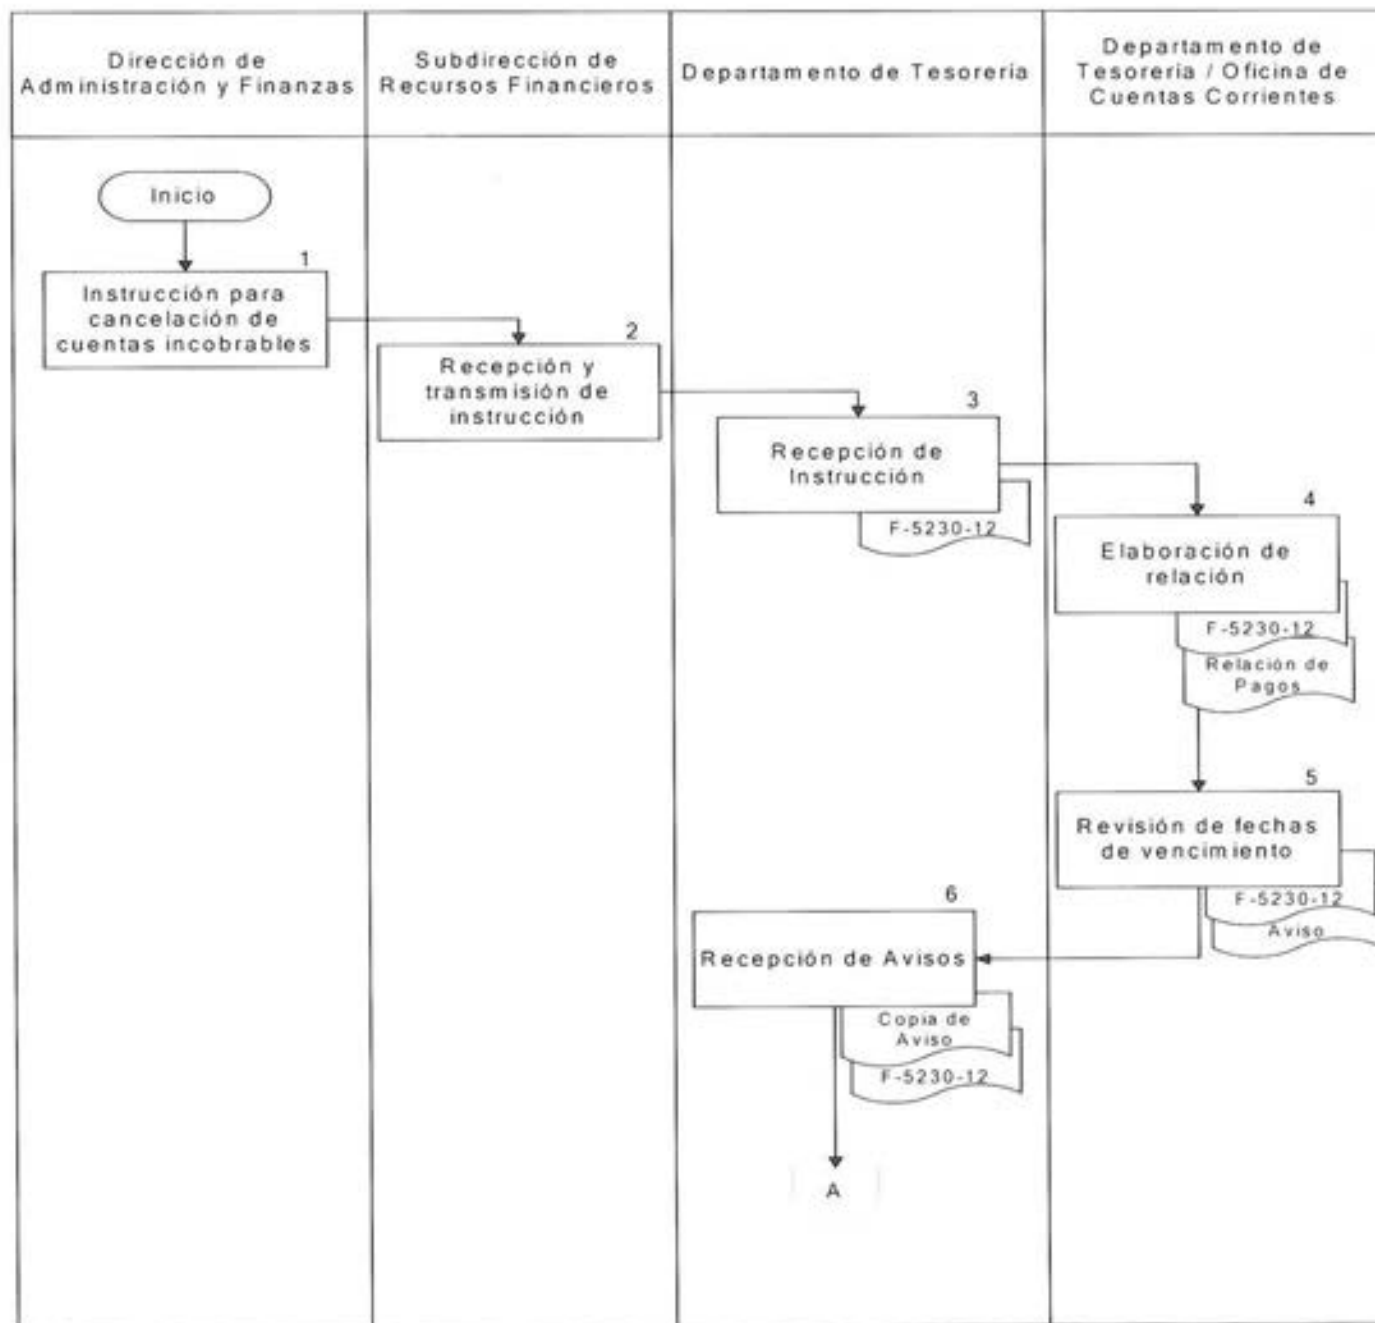 Dirección de
Administración y Finanzas
Subdirección de
Recursos Financieros
Departamento de Tesorería
Departamento de
Tesorería / Oficina de
Cuentas Corrientes
Inicio
1
Instrucción para
cancelación de
cuentas incobrables
2
Recepción y
transmisión de
instrucción
3
Recepción de
Instrucción
F-5230-12
4
Elaboración de
relación
F-5230-12
Relación de
Pagos
5
Revisión de fechas
de vencimiento
F-5230-12
Aviso
6
Recepción de Avisos
Copia de
Aviso
F-5230-12
A